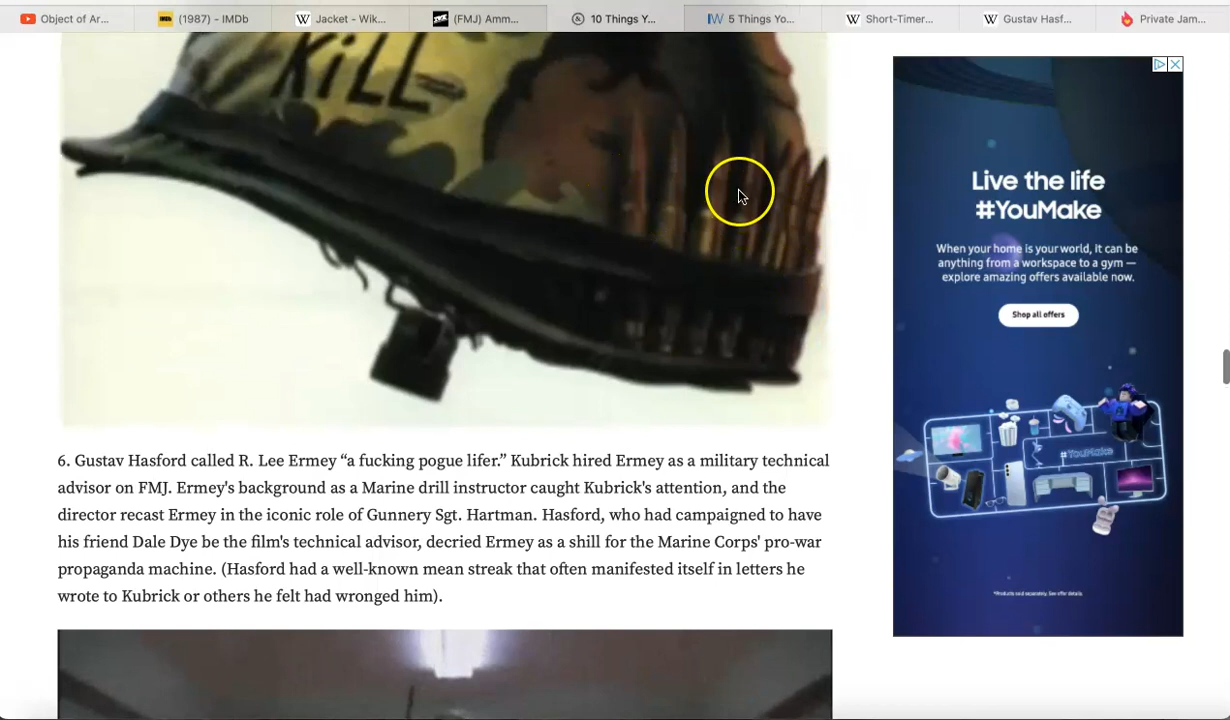 Object of Ar...
(1987) - IMDb
Jacket - Wik...
(FMJ) Amm...
10 Things Y...
5 Things Yo...
Short-Timer...
Gustav Hasf...
Private Jam...
KiLL
Live the life
#YouMake
When your home is your world, it can be
anything from a workspace to a gym —
explore amazing offers available now.
Shop all offers
#YouMake
*Products sold separately. See offer details.
6. Gustav Hasford called R. Lee Ermey “a fucking pogue lifer.” Kubrick hired Ermey as a military technical
advisor on FMJ. Ermey's background as a Marine drill instructor caught Kubrick's attention, and the
director recast Ermey in the iconic role of Gunnery Sgt. Hartman. Hasford, who had campaigned to have
his friend Dale Dye be the film's technical advisor, decried Ermey as a shill for the Marine Corps' pro-war
propaganda machine. (Hasford had a well-known mean streak that often manifested itself in letters he
wrote to Kubrick or others he felt had wronged him).